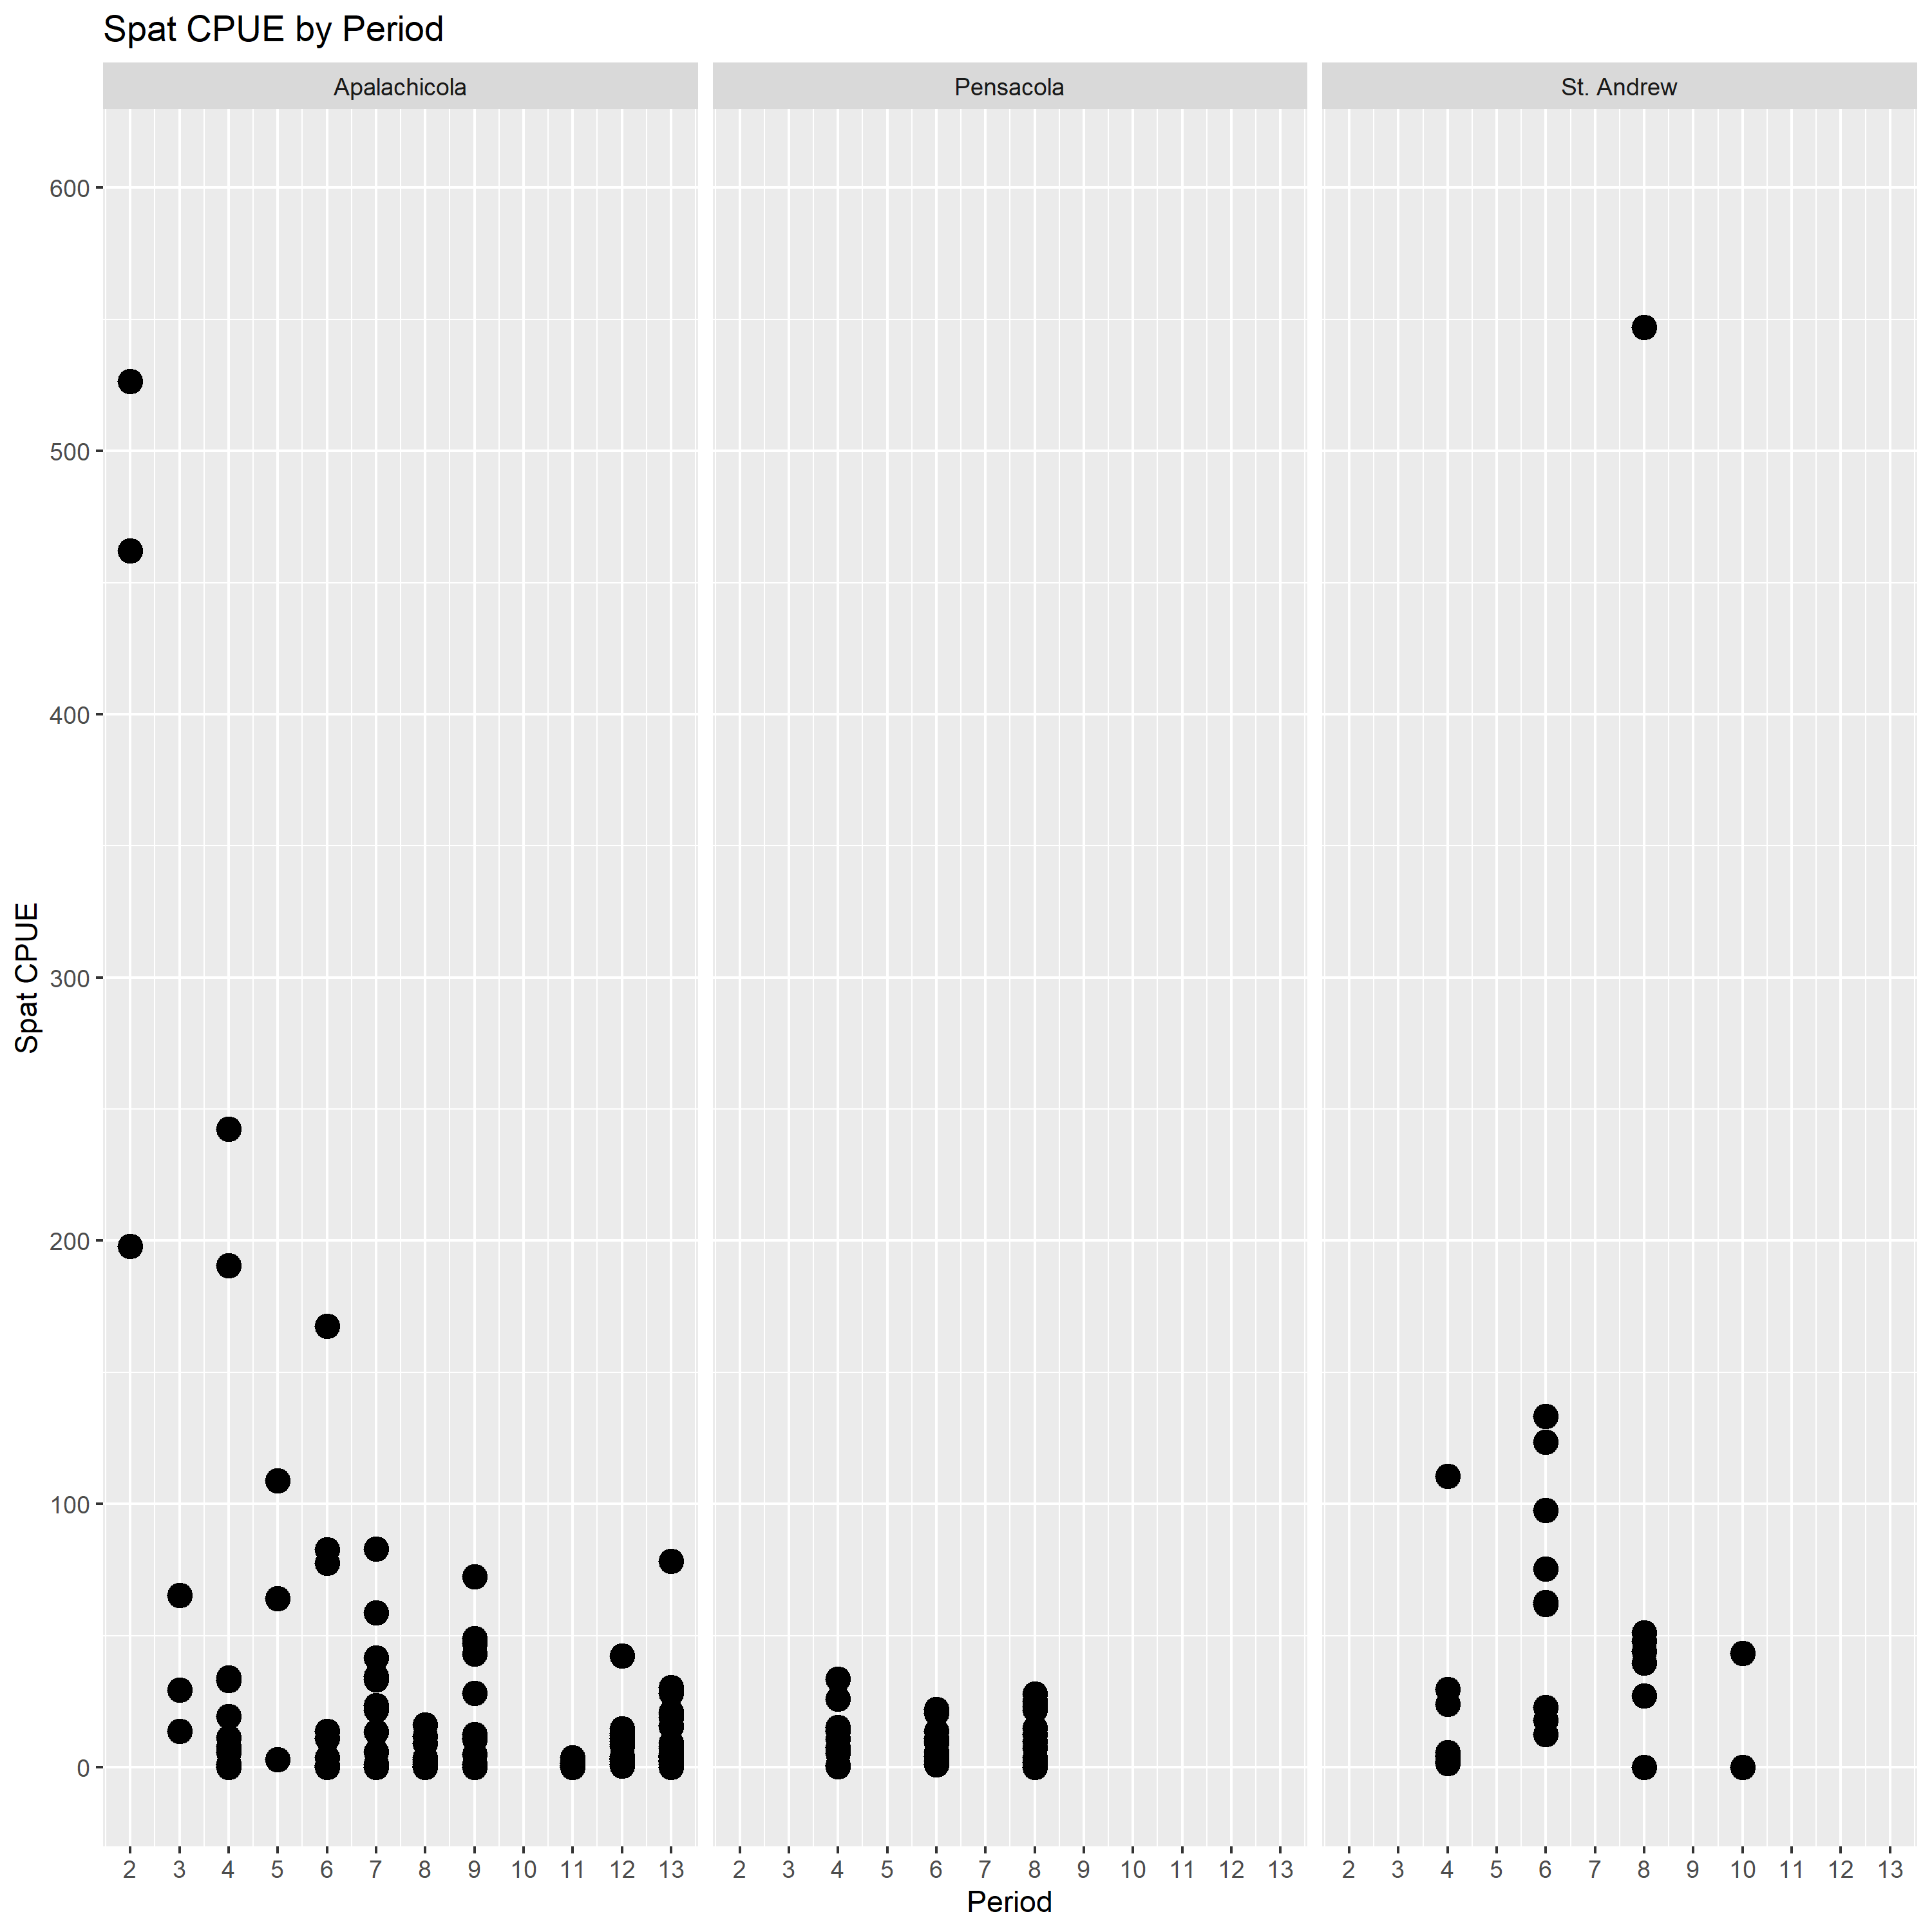 Spat CPUE by Period
Apalachicola Pensacola St. Andrew
600
500
400
300
200
100
0
Spat CPUE
2 3 4 5 6 7 8 9 10 11 12 13 2 3 4 5 6 7 8 9 10 11 12 13 2 3 4 5 6 7 8 9 10 11 12 13
Period